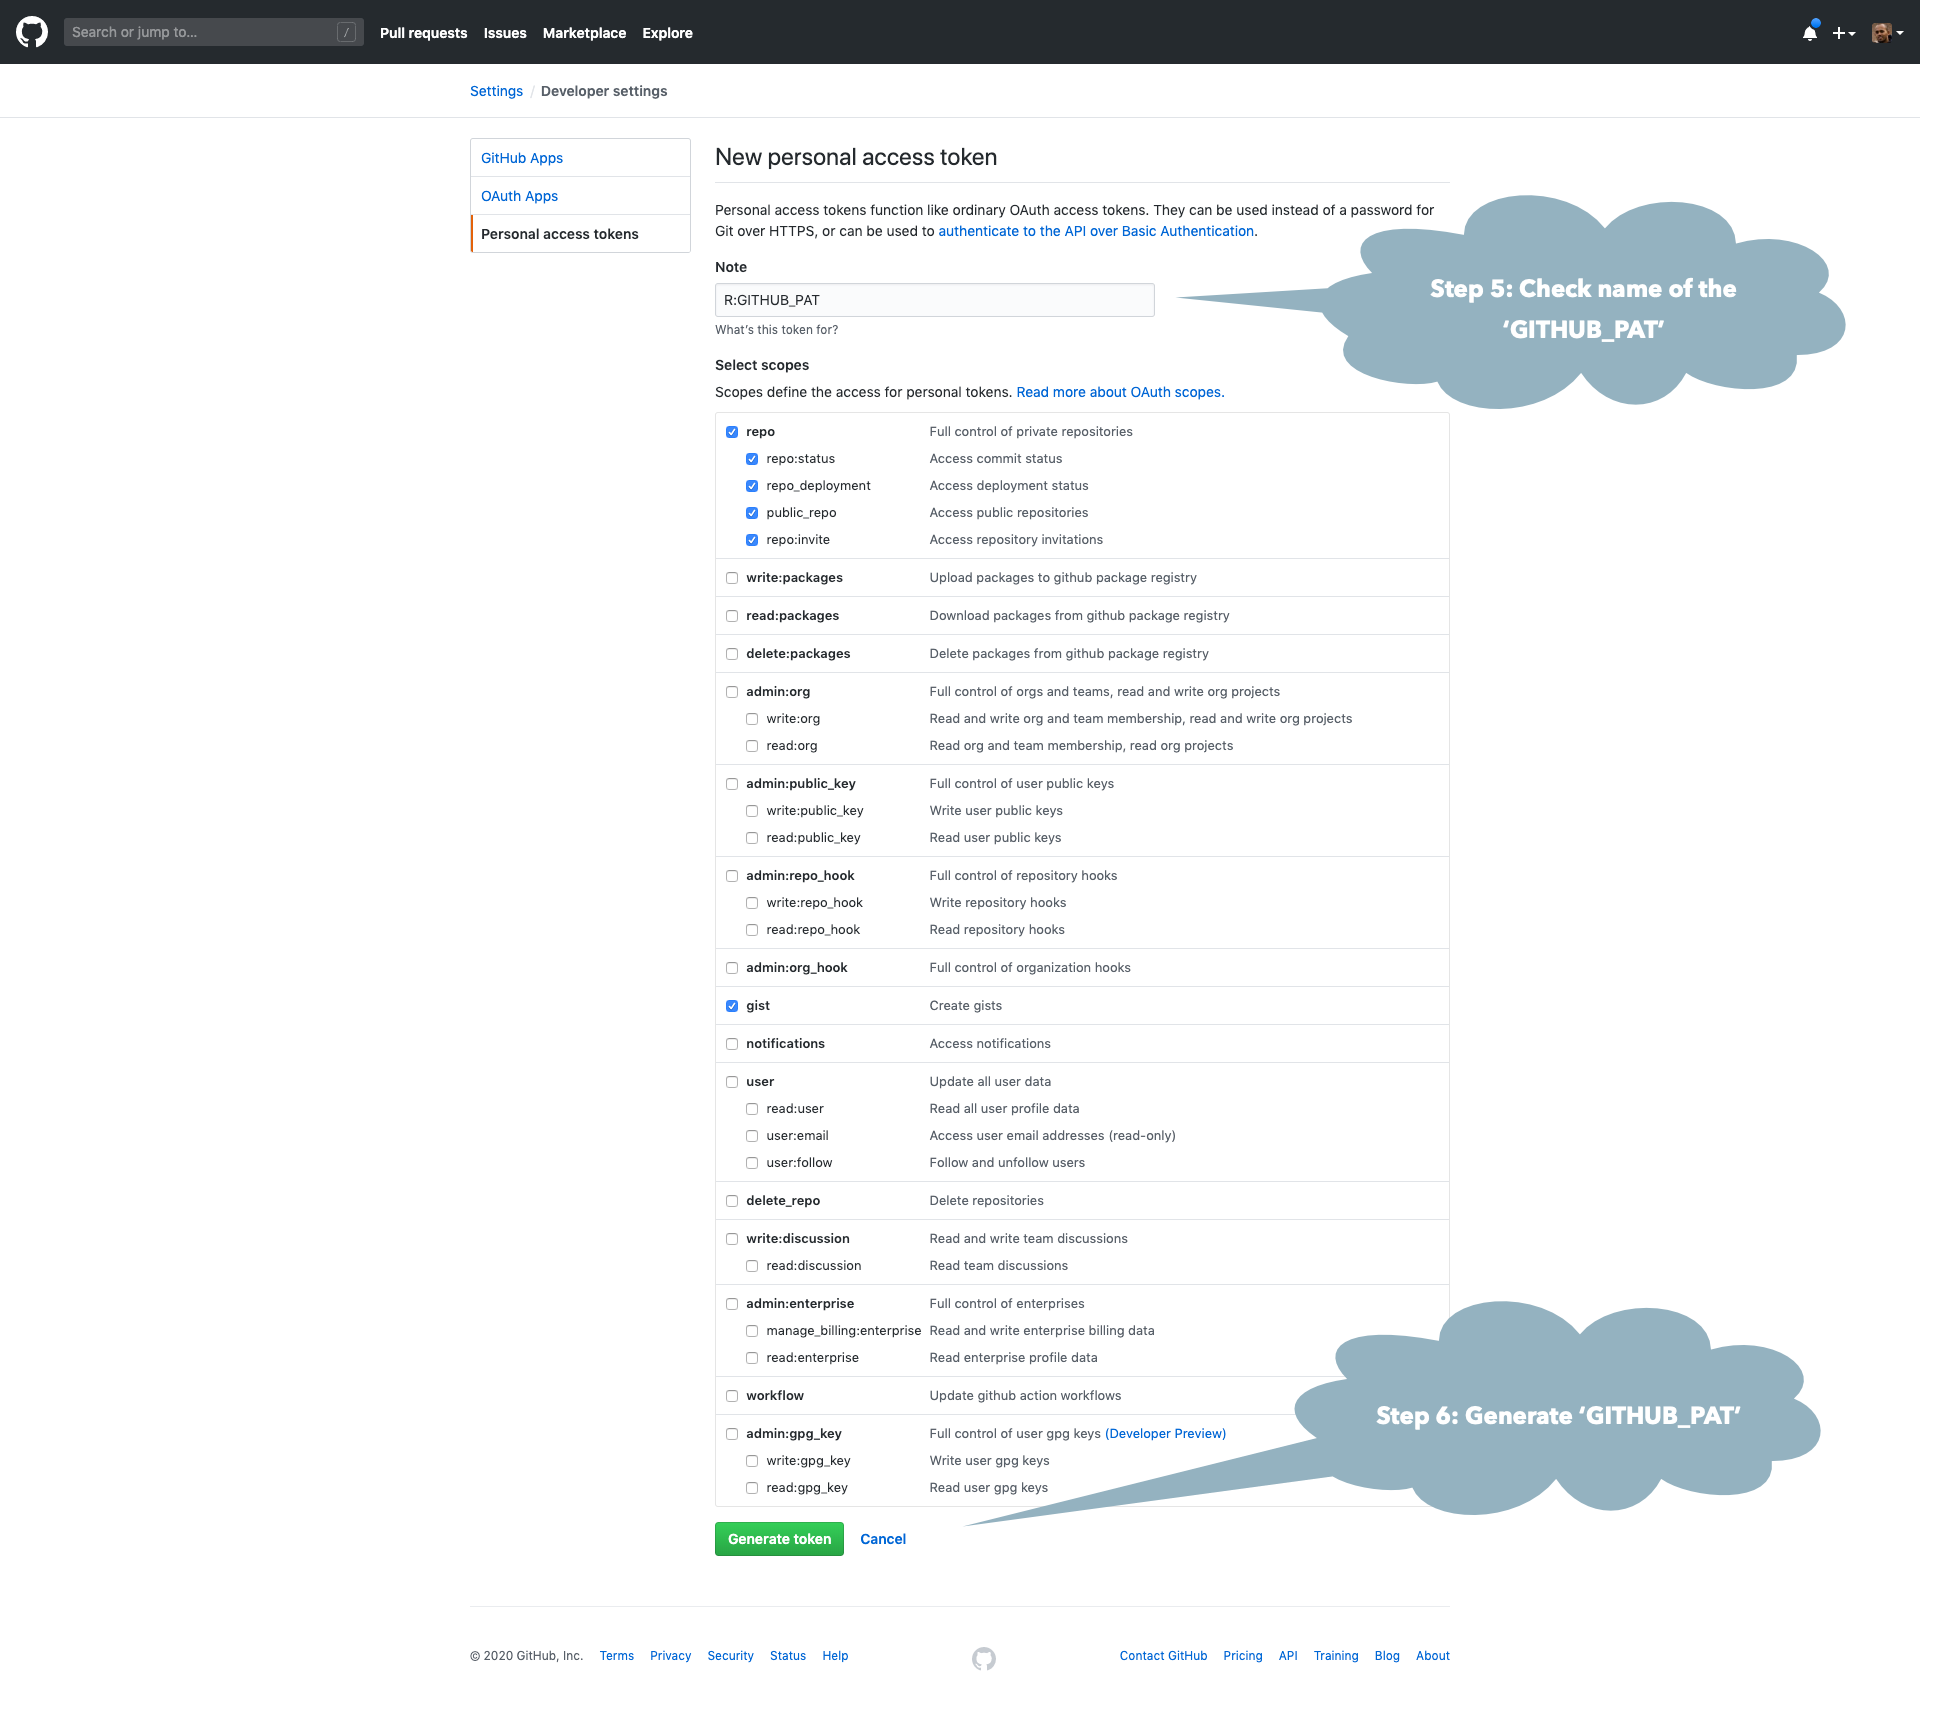 Search or jump to... /
Pull requests Issues Marketplace Explore
Settings / Developer settings
GitHub Apps
OAuth Apps
Personal access tokens
New personal access token
Personal access tokens function like ordinary OAuth access tokens. They can be used instead of a password for
Git over HTTPS, or can be used to authenticate to the API over Basic Authentication.
Note
R:GITHUB_PAT
What's this token for?
Step 5: Check name of the
‘GITHUB_PAT’
Select scopes
Scopes define the access for personal tokens. Read more about OAuth scopes.
repo Full control of private repositories
repo:status Access commit status
repo_deployment Access deployment status
public_repo Access public repositories
repo:invite Access repository invitations
write:packages Upload packages to github package registry
read:packages Download packages from github package registry
delete:packages Delete packages from github package registry
admin:org Full control of orgs and teams, read and write org projects
write:org Read and write org and team membership, read and write org projects
read:org Read org and team membership, read org projects
admin:public_key Full control of user public keys
write:public_key Write user public keys
read:public_key Read user public keys
admin:repo_hook Full control of repository hooks
write:repo_hook Write repository hooks
read:repo_hook Read repository hooks
admin:org_hook Full control of organization hooks
gist Create gists
notifications Access notifications
user Update all user data
read:user Read all user profile data
user:email Access user email addresses (read-only)
user:follow Follow and unfollow users
delete_repo Delete repositories
write:discussion Read and write team discussions
read:discussion Read team discussions
admin:enterprise Full control of enterprises
manage_billing:enterprise Read and write enterprise billing data
read:enterprise Read enterprise profile data
workflow Update github action workflows
admin:gpg_key Full control of user gpg keys (Developer Preview)
write:gpg_key Write user gpg keys
read:gpg_key Read user gpg keys
Step 6: Generate ‘GITHUB_PAT’
Generate token Cancel
© 2020 GitHub, Inc. Terms Privacy Security Status Help Contact GitHub Pricing API Training Blog About